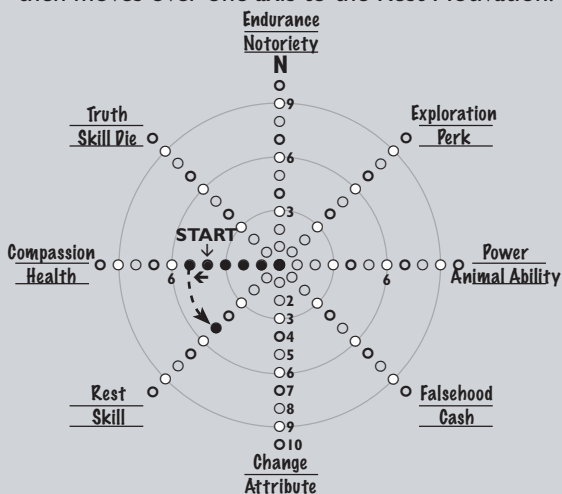 then moves over one axis to the Rest Motivation.
Endurance
Notoriety
N
9
Truth
Skill Die
Exploration
Perk
6
3
START
Compassion
Health
6
6
Power
Animal Ability
2
3
4
5
6
7
8
9
10
Rest
Skill
Falsehood
Cash
Change
Attribute